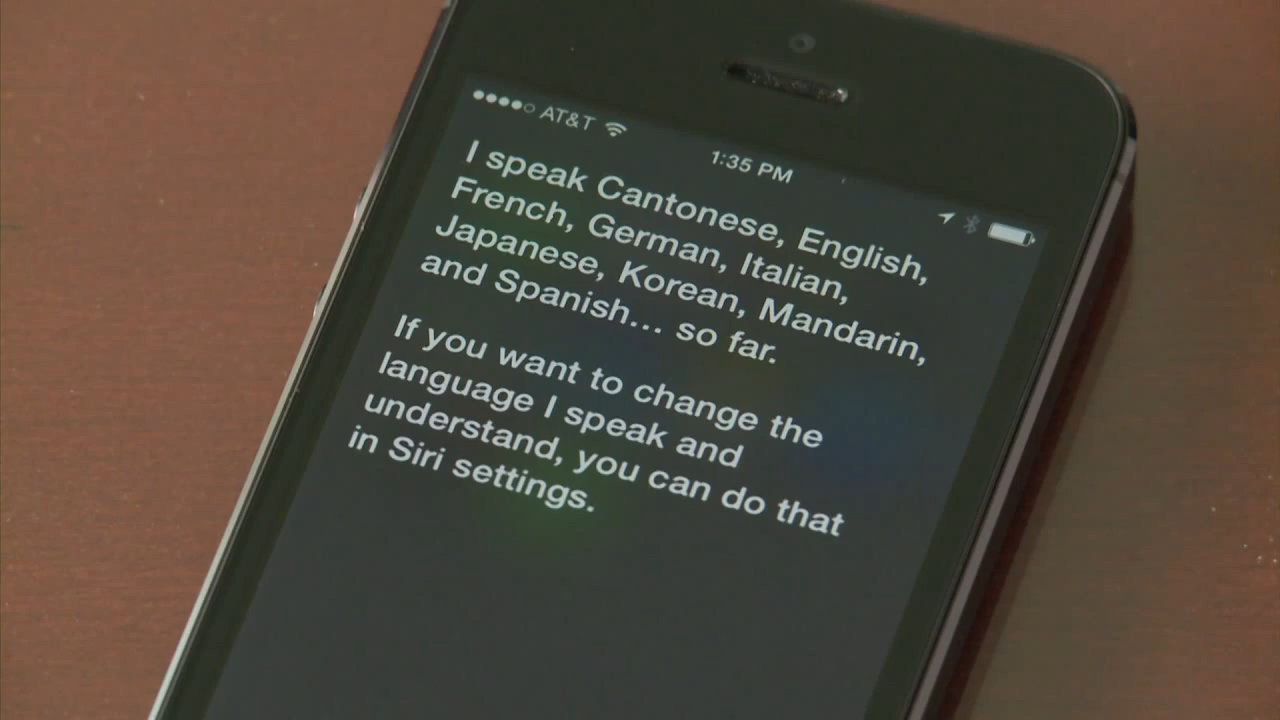 AT&T
1:35 PM
I speak Cantonese, English,
French, German, Italian,
Japanese, Korean, Mandarin,
and Spanish... so far.
If you want to change the
language I speak and
understand, you can do that
in Siri settings.